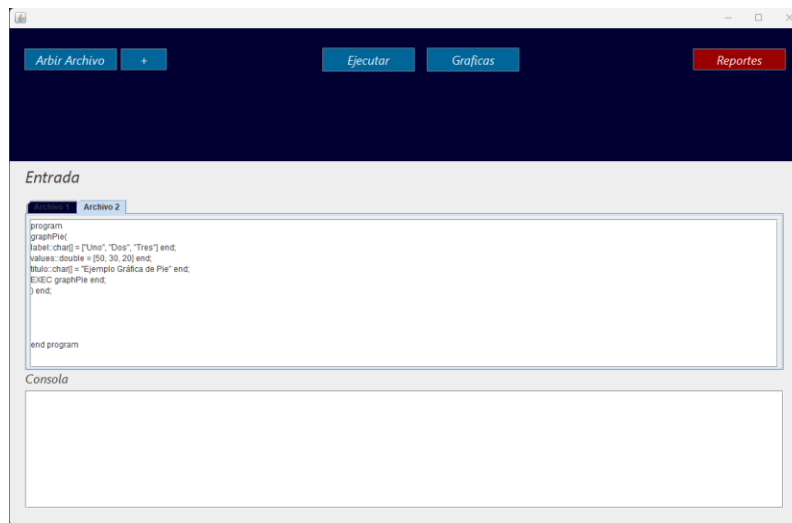 Arbir Archivo + Ejecutar Graficas Reportes
Entrada
Archivo 1 Archivo 2
program
graphPie(
label::char[] = ["Uno", "Dos", "Tres"] end;
values::double = [50, 30, 20] end;
titulo::char[] = "Ejemplo Gráfica de Pie" end;
EXEC graphPie end;
) end;
end program
Consola